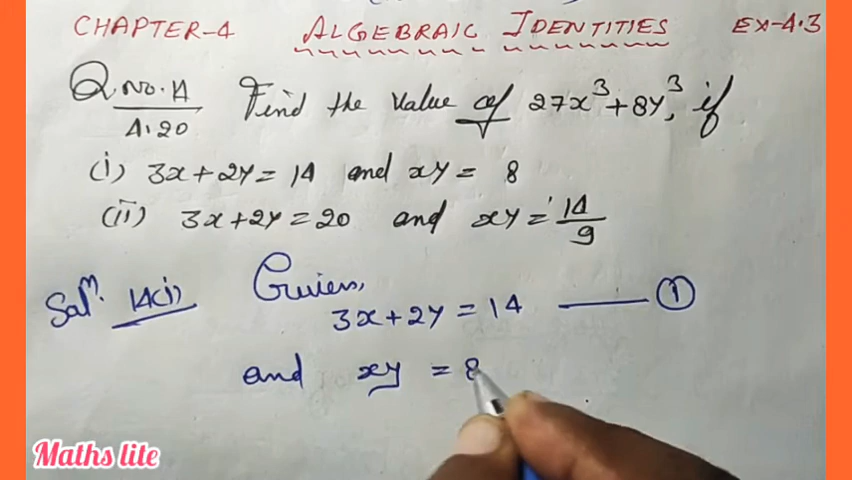 CHAPTER-4 ALGEBRAIC IDENTITIES EX-4.3
Q.No.14 Find the value of 27x³+8y³, if
4.20
(i) 3x+2y = 14 and xy = 8
(ii) 3x+2y = 20 and xy = 14/9
Solⁿ. 14(i) Given,
3x+2y = 14 —— ①
and xy = 8
Maths lite